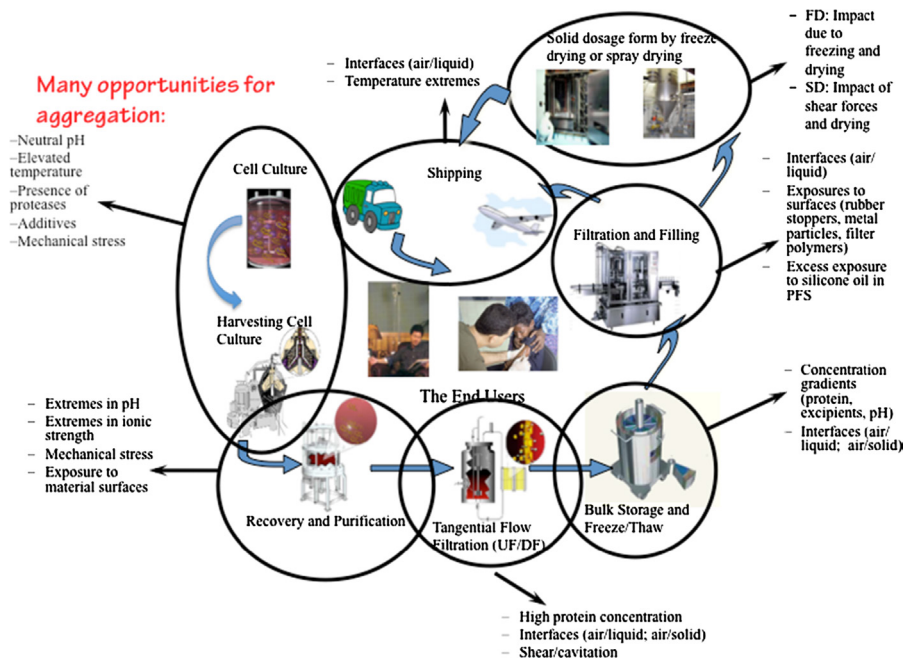 Many opportunities for
aggregation:
–Neutral pH
–Elevated
temperature
–Presence of
proteases
–Additives
–Mechanical stress
Cell Culture
Harvesting Cell
Culture
– Interfaces (air/liquid)
– Temperature extremes
Shipping
Solid dosage form by freeze
drying or spray drying
– FD: Impact
due to
freezing and
drying
– SD: Impact of
shear forces
and drying
Filtration and Filling
– Interfaces (air/
liquid)
– Exposures to
surfaces (rubber
stoppers, metal
particles, filter
polymers)
– Excess exposure
to silicone oil in
PFS
The End Users
– Extremes in pH
– Extremes in ionic
strength
– Mechanical stress
– Exposure to
material surfaces
Recovery and Purification
Tangential Flow
Filtration (UF/DF)
– High protein concentration
– Interfaces (air/liquid; air/solid)
– Shear/cavitation
Bulk Storage and
Freeze/Thaw
– Concentration
gradients
(protein,
excipients, pH)
– Interfaces (air/
liquid; air/solid)